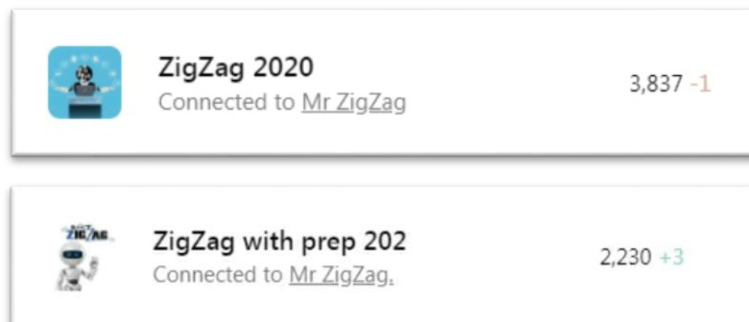 ZigZag 2020
Connected to Mr ZigZag
3,837 -1
ZIGZAG
ZigZag with prep 202
Connected to Mr ZigZag.
2,230 +3